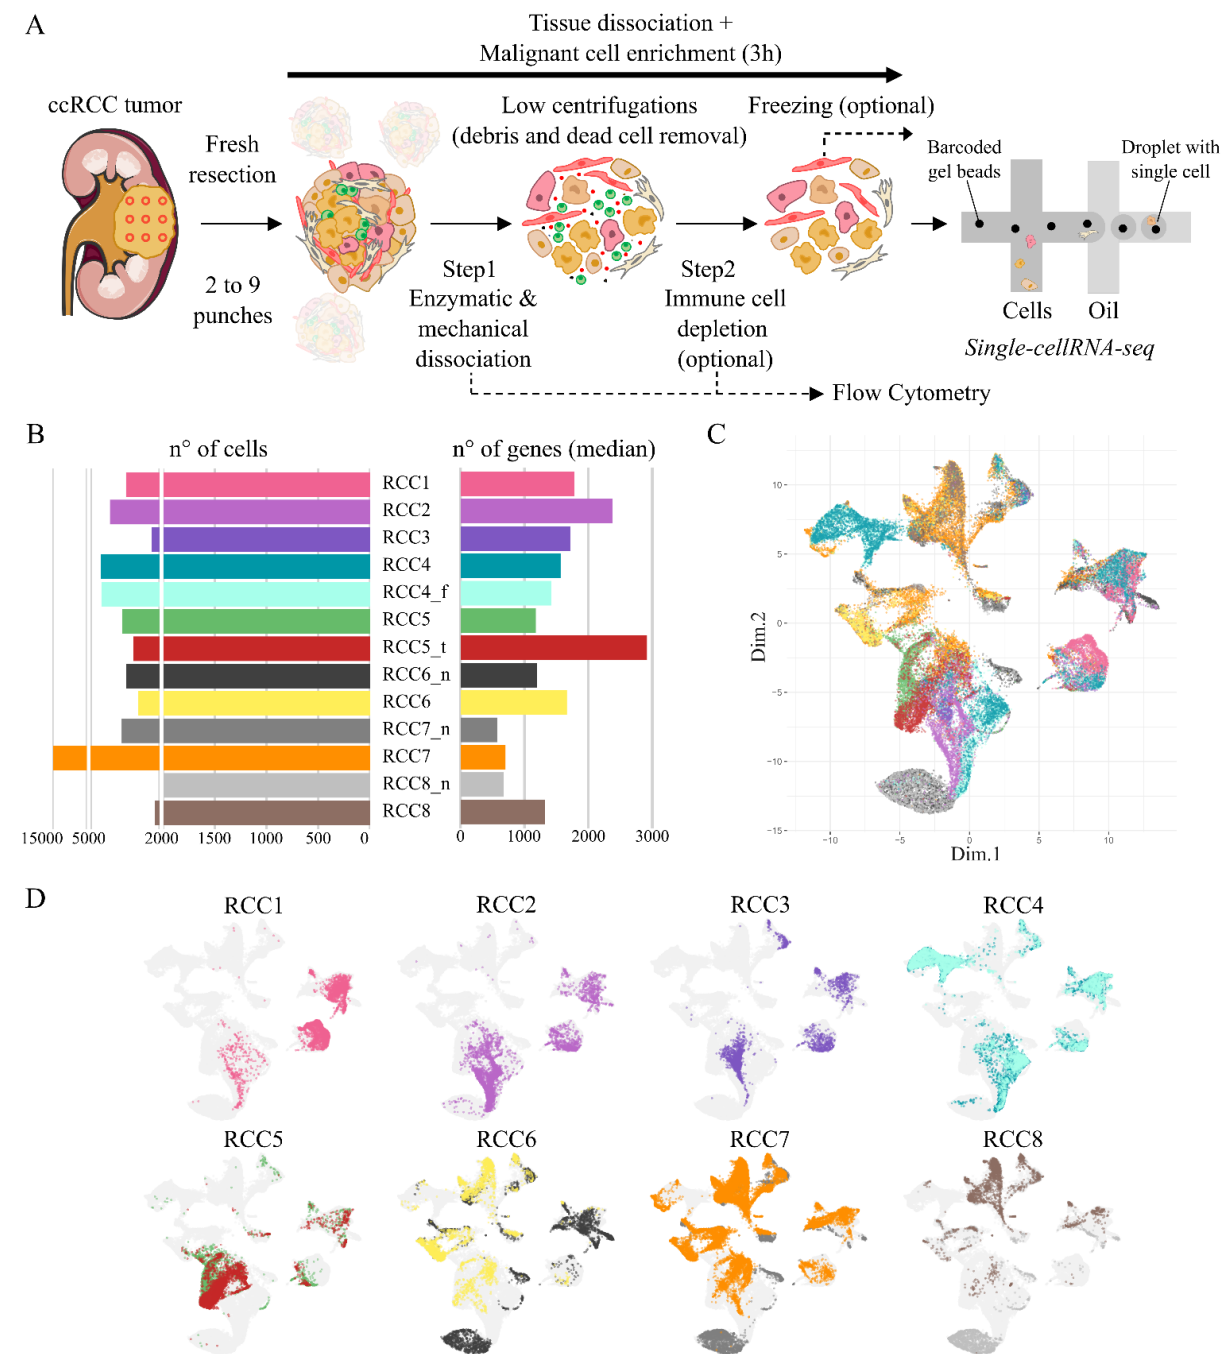 A
Tissue dissociation +
Malignant cell enrichment (3h)
ccRCC tumor
Low centrifugations
(debris and dead cell removal)
Freezing (optional)
Fresh
resection
Barcoded
gel beads
Droplet with
single cell
2 to 9
punches
Step1
Enzymatic &
mechanical
dissociation
Step2
Immune cell
depletion
(optional)
Cells
Oil
Single-cellRNA-seq
Flow Cytometry
B
n° of cells
n° of genes (median)
RCC1
RCC2
RCC3
RCC4
RCC4_f
RCC5
RCC5_t
RCC6_n
RCC6
RCC7_n
RCC7
RCC8_n
RCC8
15000 5000 2000 1500 1000 500 0
0 1000 2000 3000
C
Dim.2
10
5
0
−5
−10
−15
−10 −5 0 5 10
Dim.1
D
RCC1 RCC2 RCC3 RCC4
RCC5 RCC6 RCC7 RCC8